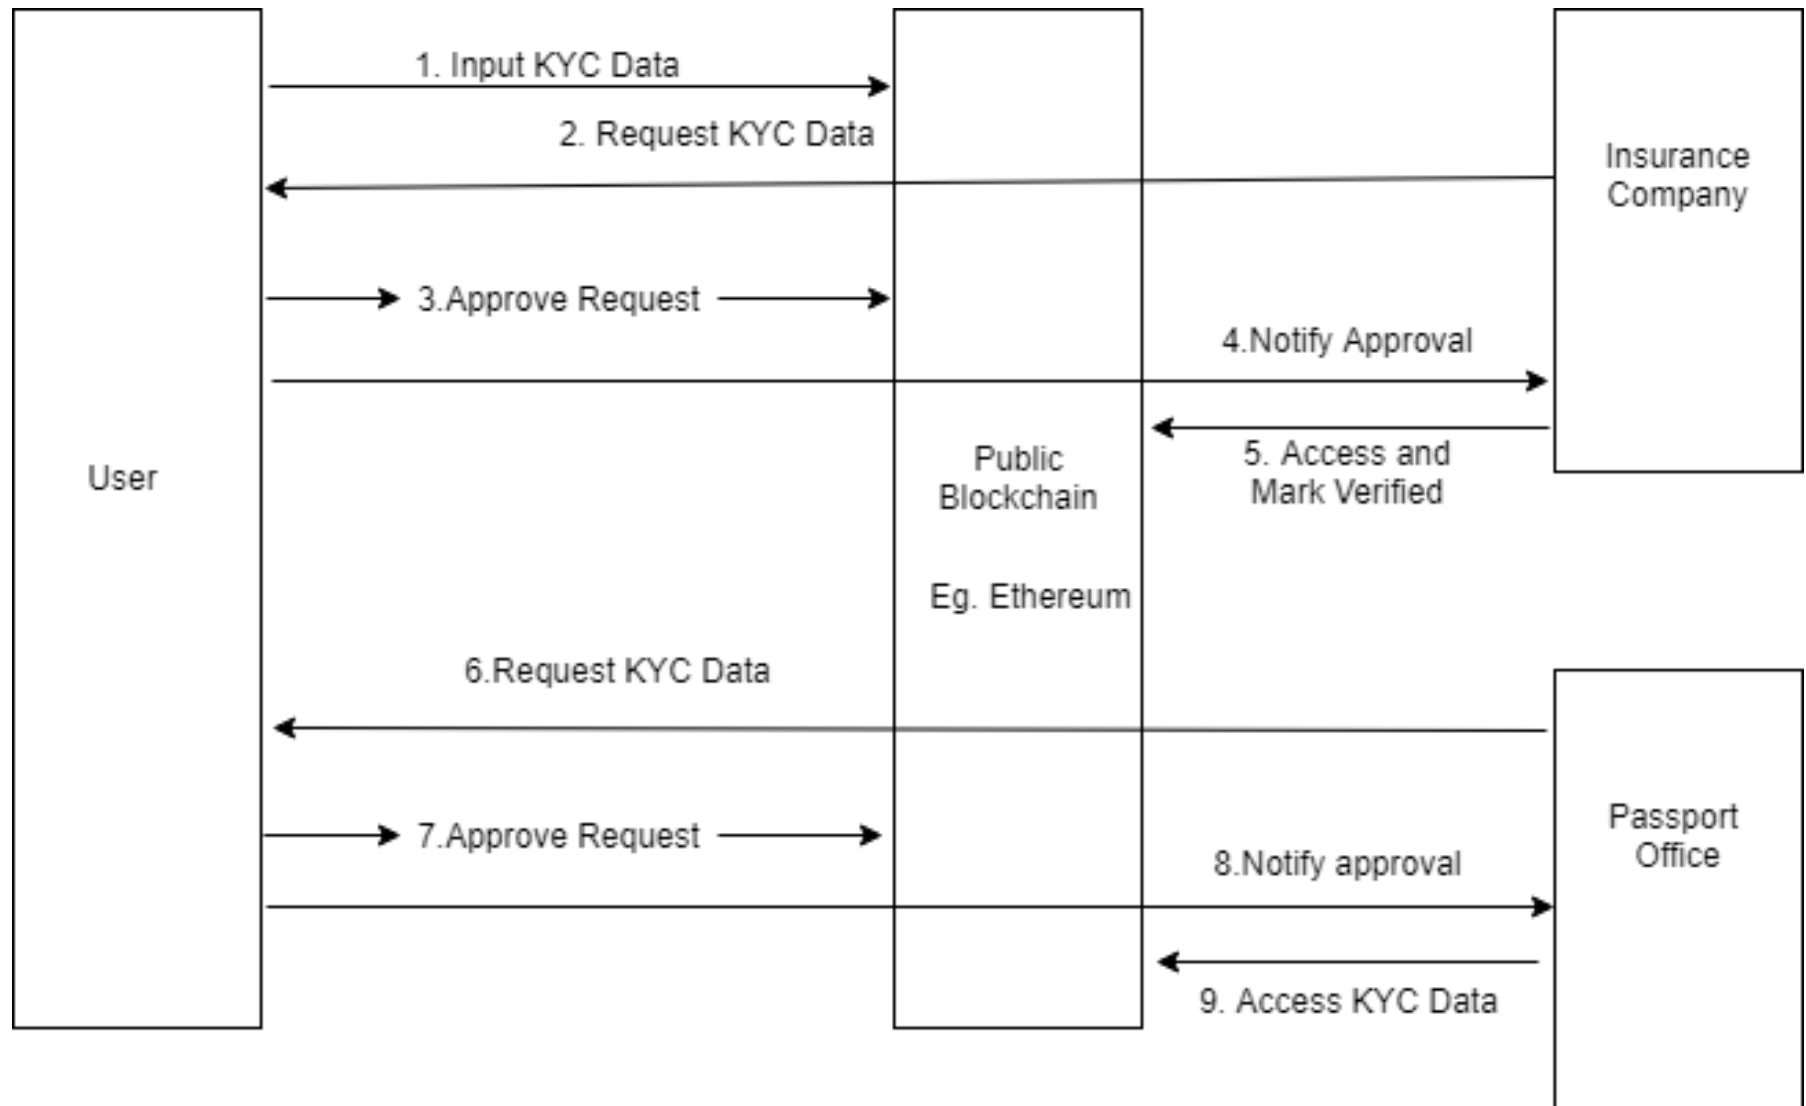 1. Input KYC Data
2. Request KYC Data
Insurance
Company
3.Approve Request
4.Notify Approval
User
Public
Blockchain
5. Access and
Mark Verified
Eg. Ethereum
6.Request KYC Data
7.Approve Request
Passport
Office
8.Notify approval
9. Access KYC Data